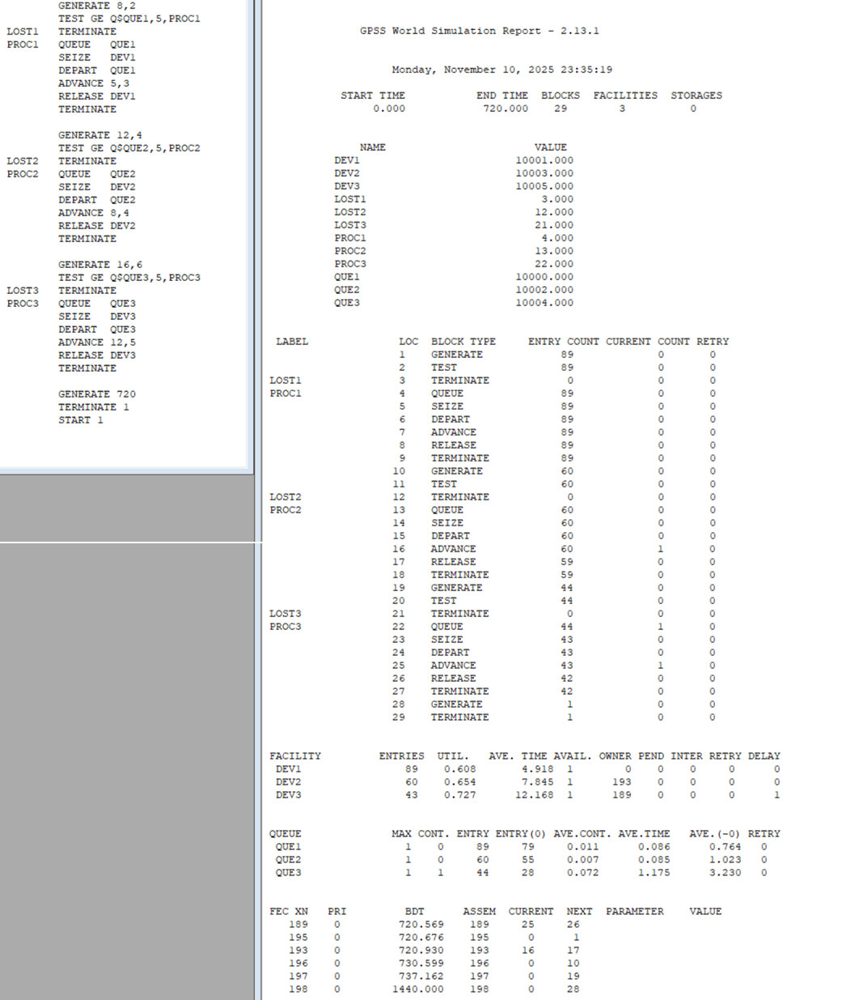 GENERATE 8,2
TEST GE Q$QUE1,5,PROC1
LOST1 TERMINATE
PROC1 QUEUE QUE1
SEIZE DEV1
DEPART QUE1
ADVANCE 5,3
RELEASE DEV1
TERMINATE
GENERATE 12,4
TEST GE Q$QUE2,5,PROC2
LOST2 TERMINATE
PROC2 QUEUE QUE2
SEIZE DEV2
DEPART QUE2
ADVANCE 8,4
RELEASE DEV2
TERMINATE
GENERATE 16,6
TEST GE Q$QUE3,5,PROC3
LOST3 TERMINATE
PROC3 QUEUE QUE3
SEIZE DEV3
DEPART QUE3
ADVANCE 12,5
RELEASE DEV3
TERMINATE
GENERATE 720
TERMINATE 1
START 1
GPSS World Simulation Report - 2.13.1
Monday, November 10, 2025 23:35:19
START TIME END TIME BLOCKS FACILITIES STORAGES
0.000 720.000 29 3 0
NAME VALUE
DEV1 10001.000
DEV2 10003.000
DEV3 10005.000
LOST1 3.000
LOST2 12.000
LOST3 21.000
PROC1 4.000
PROC2 13.000
PROC3 22.000
QUE1 10000.000
QUE2 10002.000
QUE3 10004.000
LABEL LOC BLOCK TYPE ENTRY COUNT CURRENT COUNT RETRY
1 GENERATE 89 0 0
2 TEST 89 0 0
LOST1 3 TERMINATE 0 0 0
PROC1 4 QUEUE 89 0 0
5 SEIZE 89 0 0
6 DEPART 89 0 0
7 ADVANCE 89 0 0
8 RELEASE 89 0 0
9 TERMINATE 89 0 0
10 GENERATE 60 0 0
11 TEST 60 0 0
LOST2 12 TERMINATE 0 0 0
PROC2 13 QUEUE 60 0 0
14 SEIZE 60 0 0
15 DEPART 60 0 0
16 ADVANCE 60 1 0
17 RELEASE 59 0 0
18 TERMINATE 59 0 0
19 GENERATE 44 0 0
20 TEST 44 0 0
LOST3 21 TERMINATE 0 0 0
PROC3 22 QUEUE 44 1 0
23 SEIZE 43 0 0
24 DEPART 43 0 0
25 ADVANCE 43 1 0
26 RELEASE 42 0 0
27 TERMINATE 42 0 0
28 GENERATE 1 0 0
29 TERMINATE 1 0 0
FACILITY ENTRIES UTIL. AVE. TIME AVAIL. OWNER PEND INTER RETRY DELAY
DEV1 89 0.608 4.918 1 0 0 0 0 0
DEV2 60 0.654 7.845 1 193 0 0 0 0
DEV3 43 0.727 12.168 1 189 0 0 0 1
QUEUE MAX CONT. ENTRY ENTRY(0) AVE.CONT. AVE.TIME AVE.(-0) RETRY
QUE1 1 0 89 79 0.011 0.086 0.764 0
QUE2 1 0 60 55 0.007 0.085 1.023 0
QUE3 1 1 44 28 0.072 1.175 3.230 0
FEC XN PRI BDT ASSEM CURRENT NEXT PARAMETER VALUE
189 0 720.569 189 25 26
195 0 720.676 195 0 1
193 0 720.930 193 16 17
196 0 730.599 196 0 10
197 0 737.162 197 0 19
198 0 1440.000 198 0 28